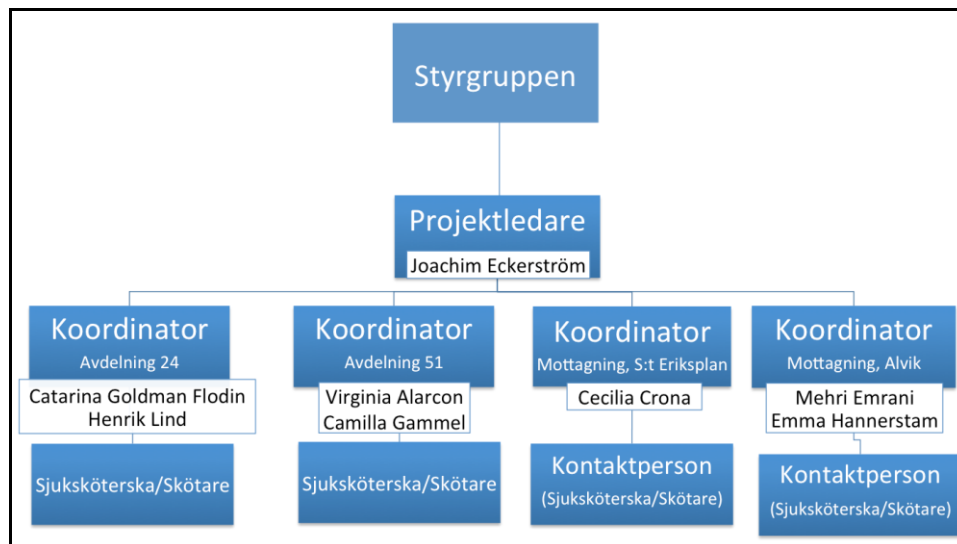 Styrgruppen
Projektledare
Joachim Eckerström
Koordinator
Avdelning 24
Catarina Goldman Flodin
Henrik Lind
Sjuksköterska/Skötare
Koordinator
Avdelning 51
Virginia Alarcon
Camilla Gammel
Sjuksköterska/Skötare
Koordinator
Mottagning, S:t Eriksplan
Cecilia Crona
Kontaktperson
(Sjuksköterska/Skötare)
Koordinator
Mottagning, Alvik
Mehri Emrani
Emma Hannerstam
Kontaktperson
(Sjuksköterska/Skötare)